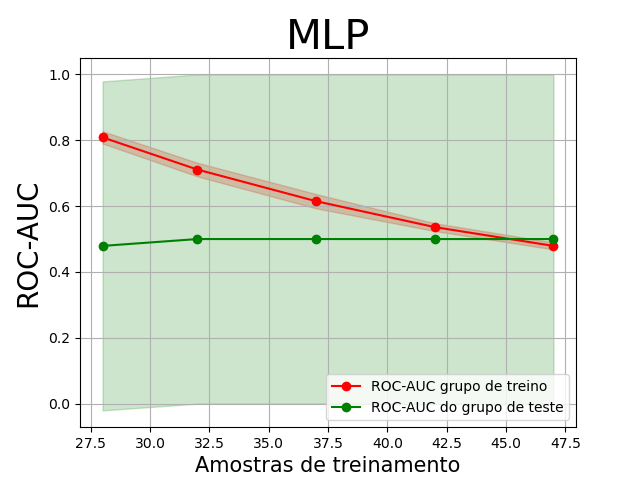 MLP
ROC-AUC
1.0
0.8
0.6
0.4
0.2
0.0
ROC-AUC grupo de treino
ROC-AUC do grupo de teste
27.5 30.0 32.5 35.0 37.5 40.0 42.5 45.0 47.5
Amostras de treinamento